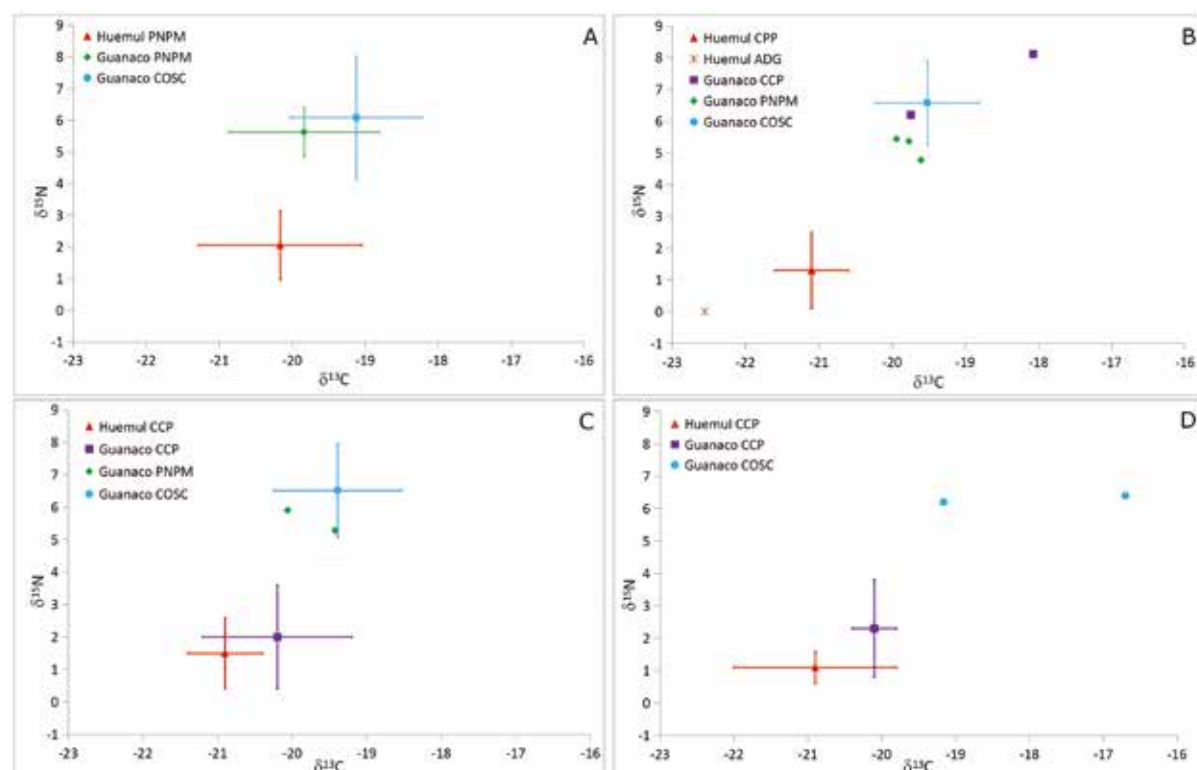 A
Huemul PNPM
Guanaco PNPM
Guanaco COSC
9
8
7
6
5
4
3
2
1
0
-1
δ15N
-23 -22 -21 -20 -19 -18 -17 -16
δ13C
B
Huemul CPP
Huemul ADG
Guanaco CCP
Guanaco PNPM
Guanaco COSC
9
8
7
6
5
4
3
2
1
0
-1
δ15N
-23 -22 -21 -20 -19 -18 -17 -16
δ13C
C
Huemul CCP
Guanaco CCP
Guanaco PNPM
Guanaco COSC
9
8
7
6
5
4
3
2
1
0
-1
δ15N
-23 -22 -21 -20 -19 -18 -17 -16
δ13C
D
Huemul CCP
Guanaco CCP
Guanaco COSC
9
8
7
6
5
4
3
2
1
0
-1
δ15N
-23 -22 -21 -20 -19 -18 -17 -16
δ13C